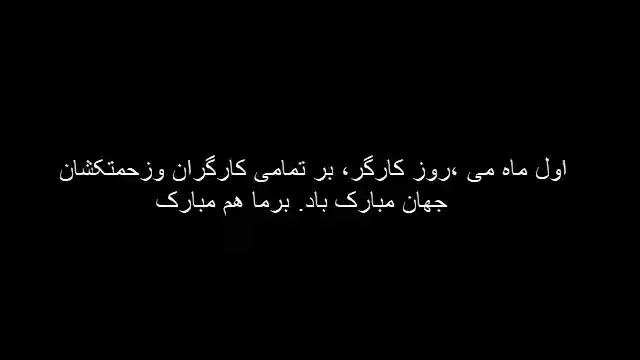 اول ماه می ،روز کارگر، بر تمامی کارگران وزحمتکشان
جهان مبارک باد. برما هم مبارک